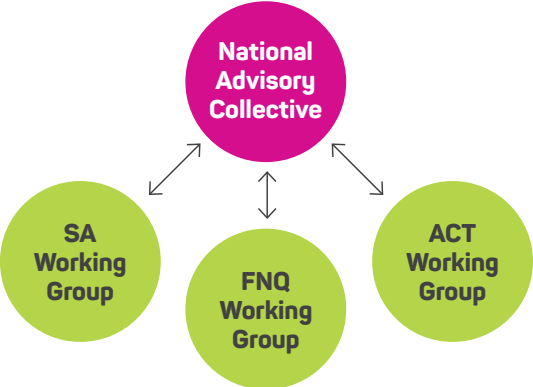 National
Advisory
Collective
SA
Working
Group
FNQ
Working
Group
ACT
Working
Group